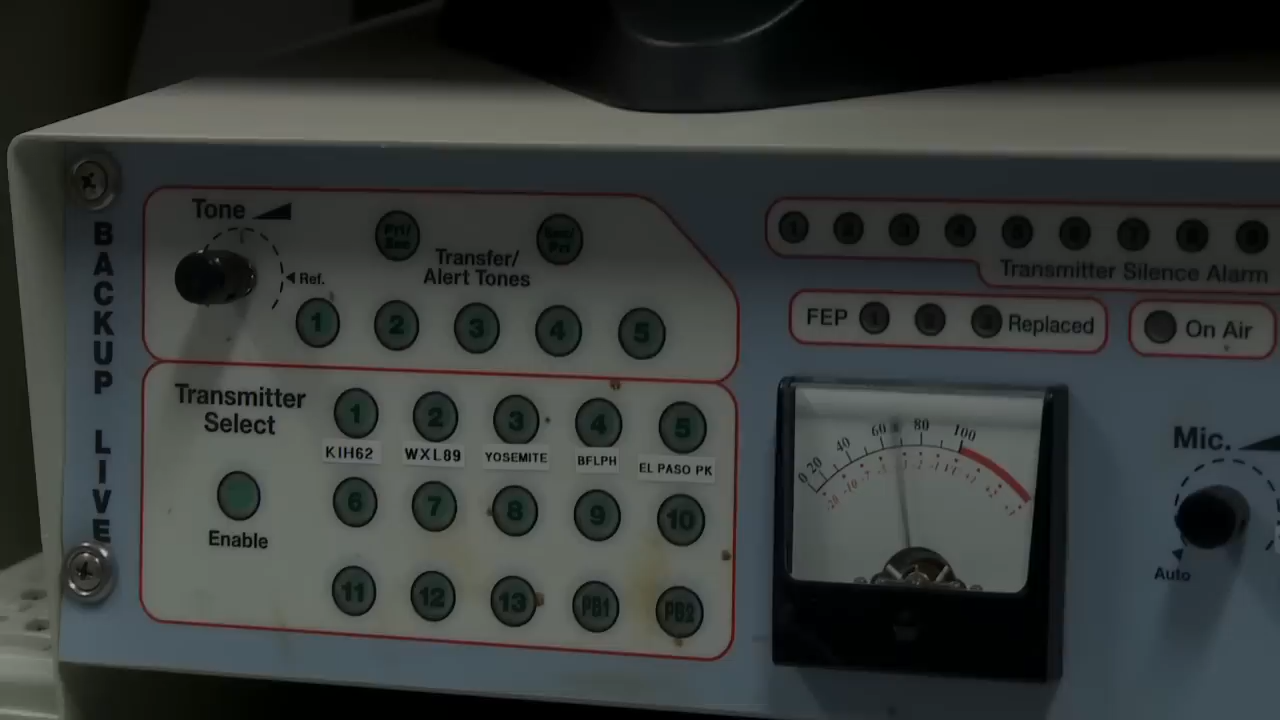 BACKUP LIVE
Tone
Ref.
Pri/
Sec
Sec/
Pri
Transfer/
Alert Tones
1 2 3 4 5
Transmitter
Select
Enable
1 2 3 4 5
KIH62 WXL89 YOSEMITE BFLPH EL PASO PK
6 7 8 9 10
11 12 13 PB1 PB2
1 2 3 4 5 6 7 8 9
Transmitter Silence Alarm
FEP 1 2 Replaced
On Air
0 20 40 60 80 100
Mic.
Auto